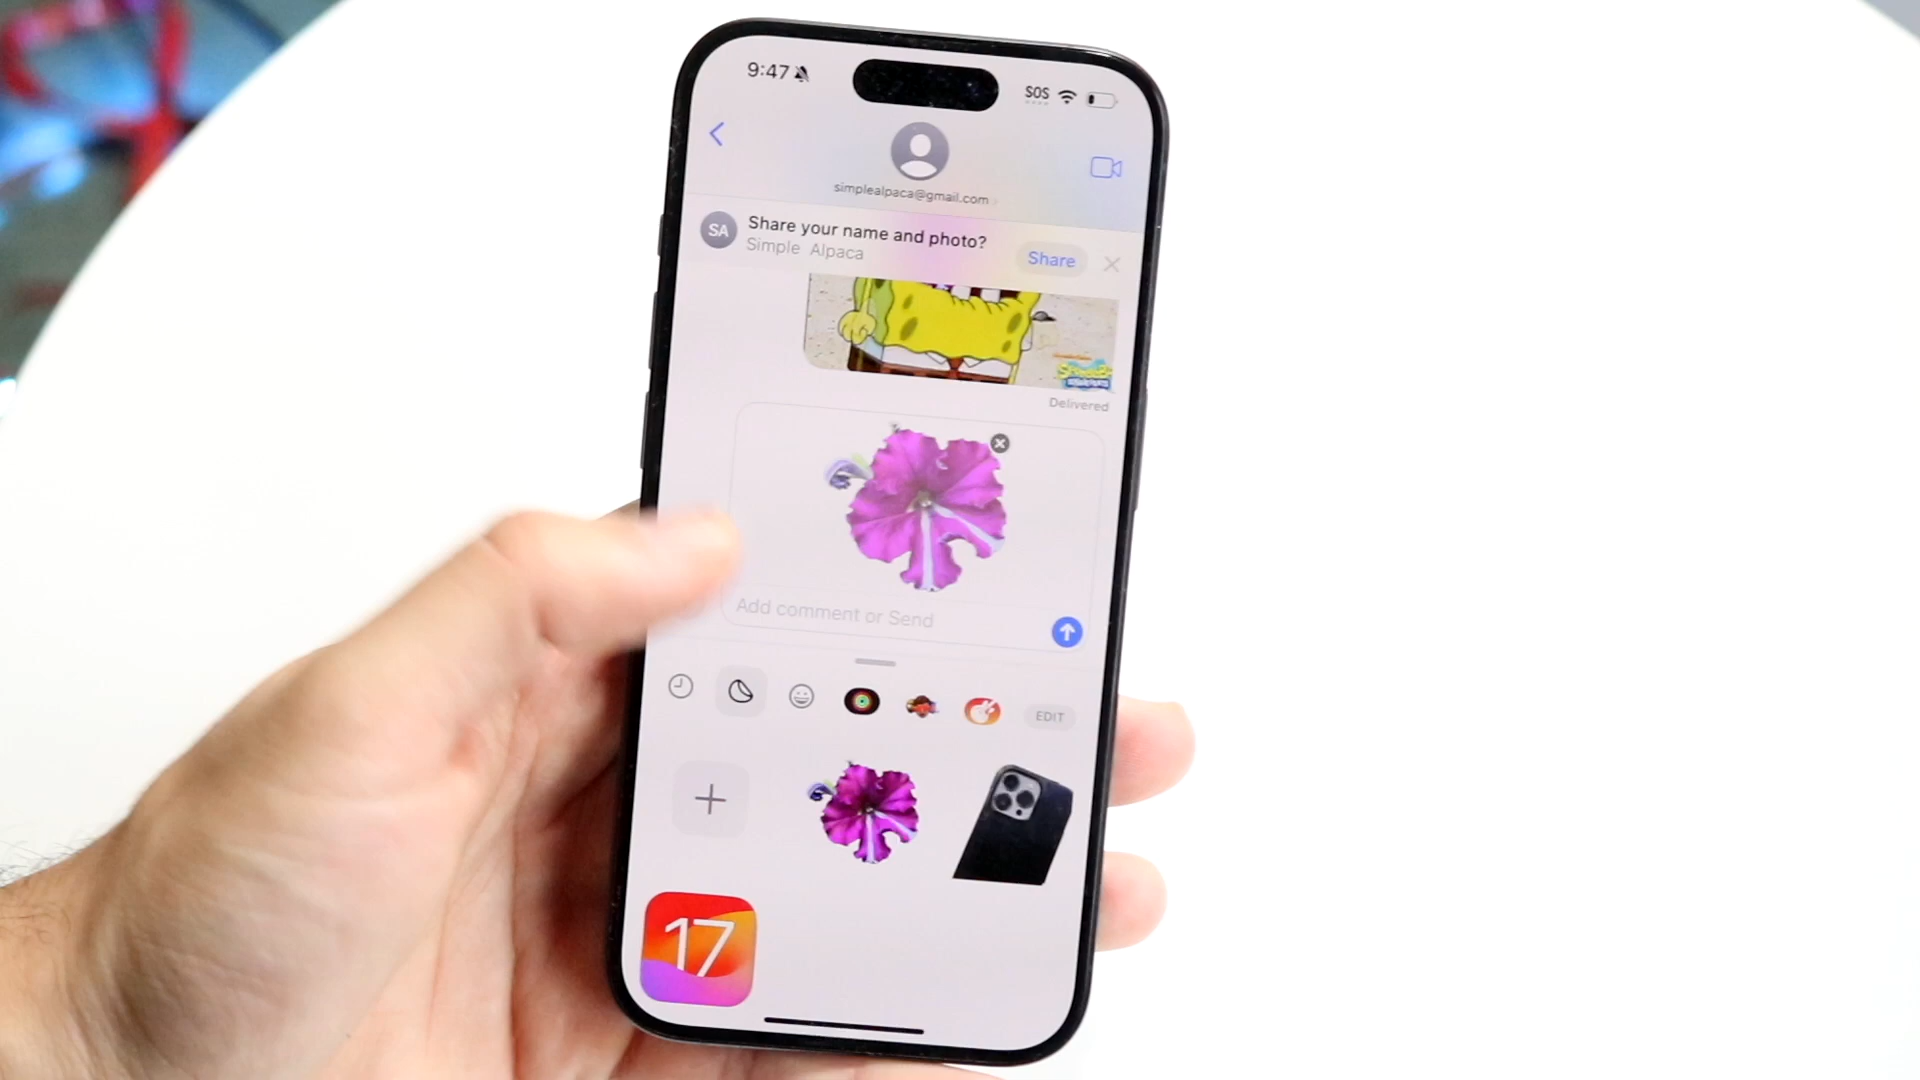 9:47
SOS
simplealpaca@gmail.com
SA
Share your name and photo?
Simple Alpaca
Share
Delivered
Add comment or Send
EDIT
17